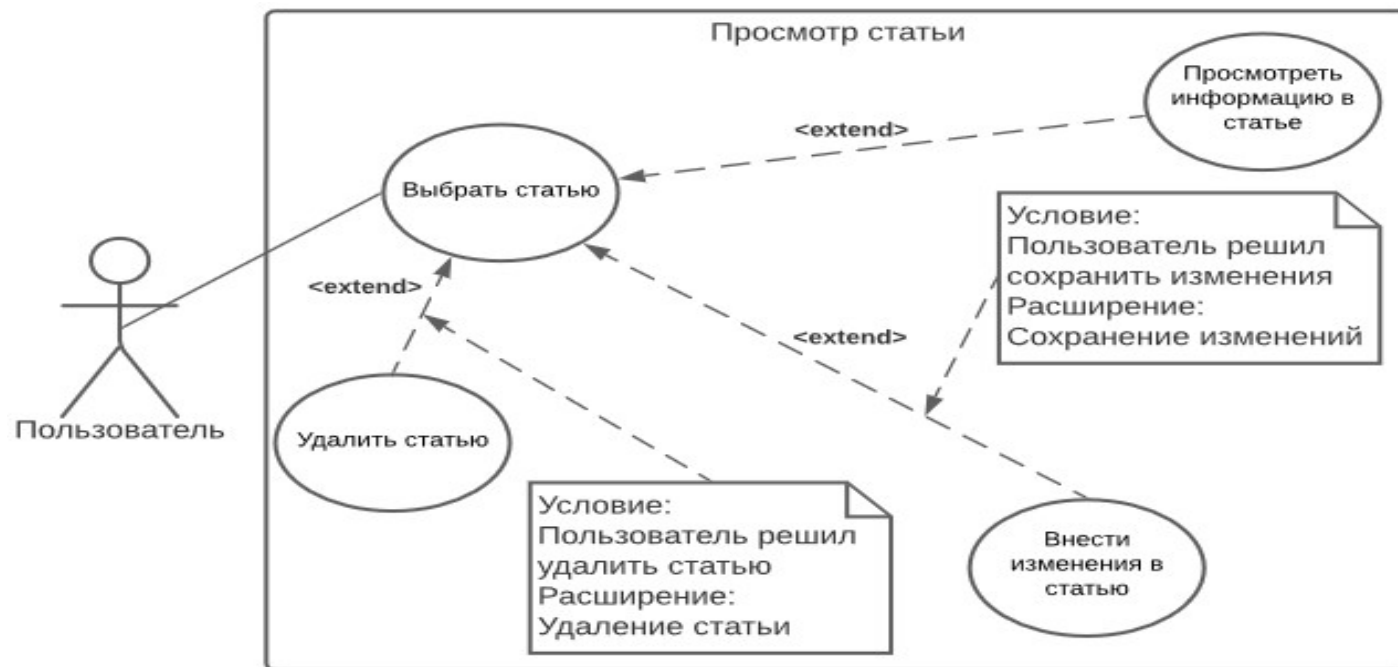 Просмотр статьи
Просмотреть
информацию в
статье
<extend>
Выбрать статью
Условие:
Пользователь решил
сохранить изменения
Расширение:
Сохранение изменений
<extend>
<extend>
Пользователь
Удалить статью
Условие:
Пользователь решил
удалить статью
Расширение:
Удаление статьи
Внести
изменения в
статью